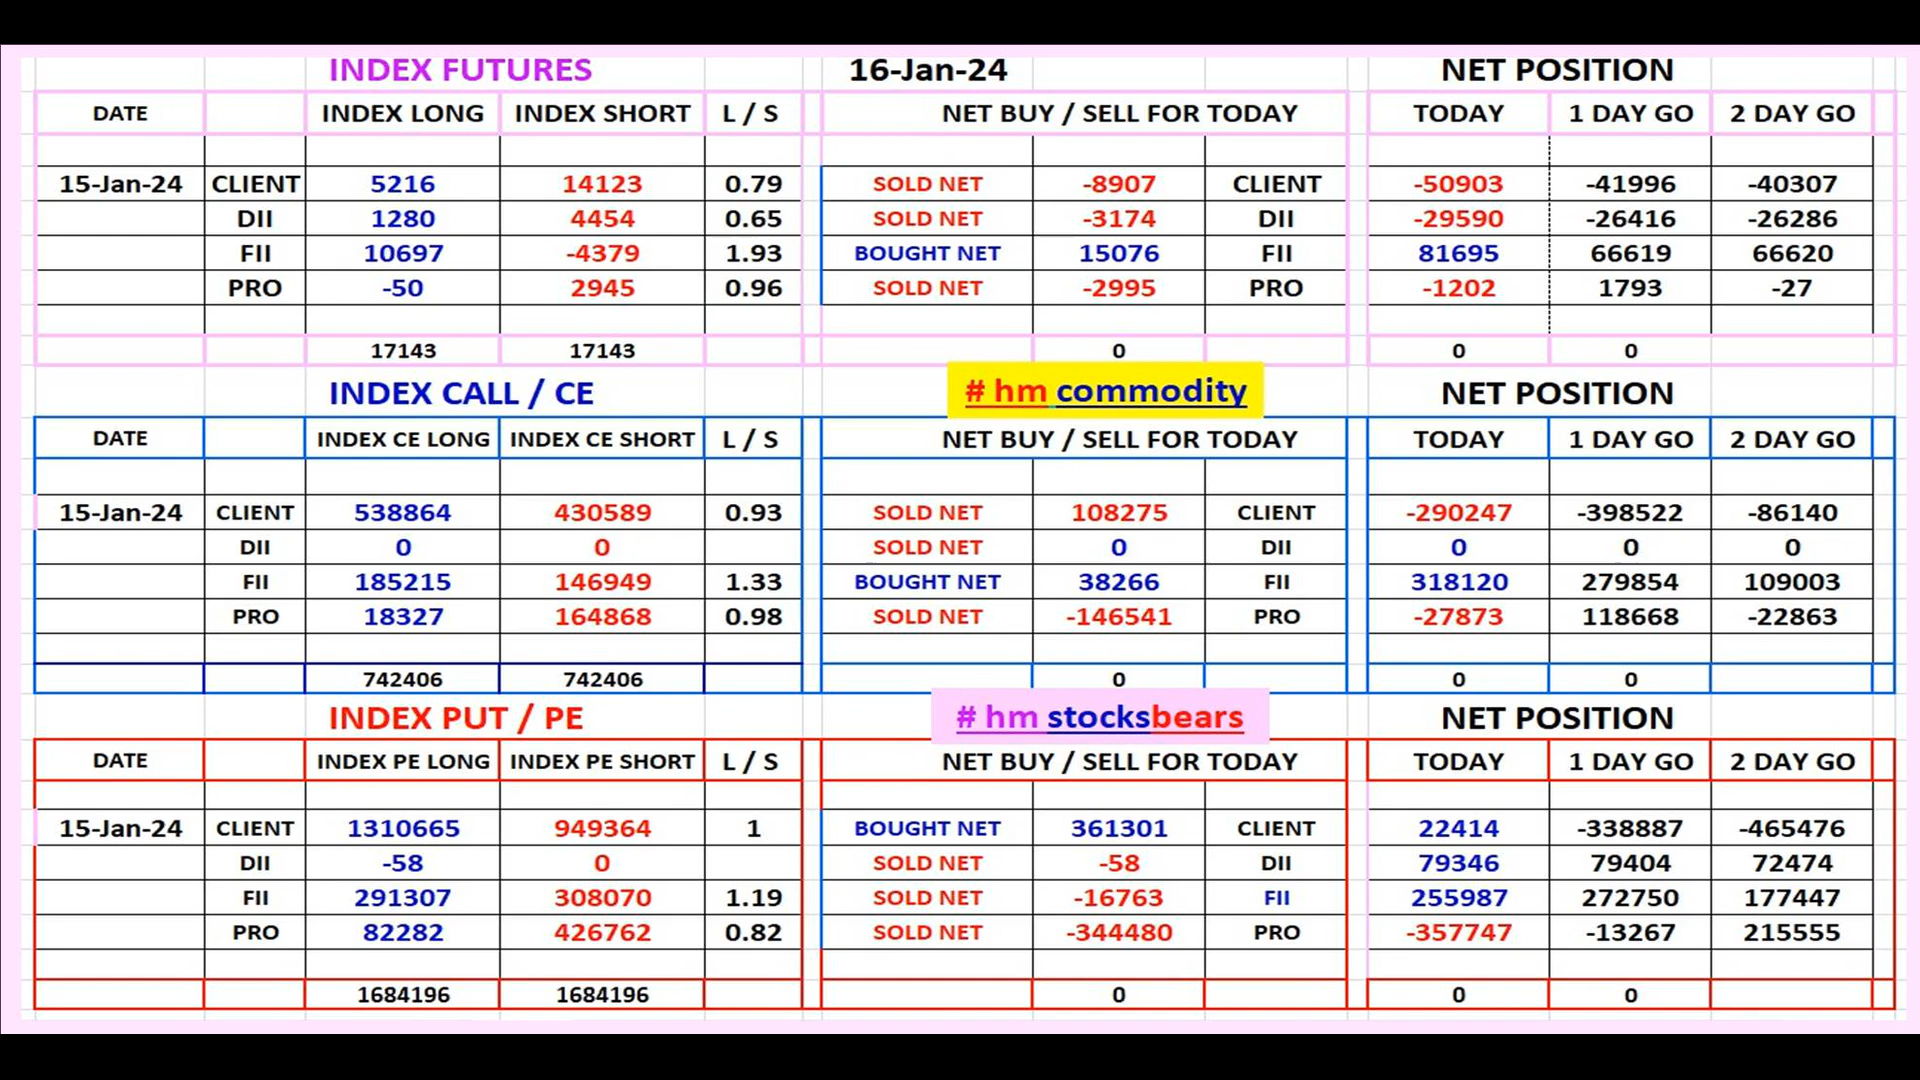 INDEX FUTURES 16-Jan-24 NET POSITION
DATE INDEX LONG INDEX SHORT L / S NET BUY / SELL FOR TODAY TODAY 1 DAY GO 2 DAY GO
15-Jan-24 CLIENT 5216 14123 0.79 SOLD NET -8907 CLIENT -50903 -41996 -40307
DII 1280 4454 0.65 SOLD NET -3174 DII -29590 -26416 -26286
FII 10697 -4379 1.93 BOUGHT NET 15076 FII 81695 66619 66620
PRO -50 2945 0.96 SOLD NET -2995 PRO -1202 1793 -27
17143 17143 0 0 0
INDEX CALL / CE # hm commodity NET POSITION
DATE INDEX CE LONG INDEX CE SHORT L / S NET BUY / SELL FOR TODAY TODAY 1 DAY GO 2 DAY GO
15-Jan-24 CLIENT 538864 430589 0.93 SOLD NET 108275 CLIENT -290247 -398522 -86140
DII 0 0 SOLD NET 0 DII 0 0 0
FII 185215 146949 1.33 BOUGHT NET 38266 FII 318120 279854 109003
PRO 18327 164868 0.98 SOLD NET -146541 PRO -27873 118668 -22863
742406 742406 0 0 0
INDEX PUT / PE # hm stocksbears NET POSITION
DATE INDEX PE LONG INDEX PE SHORT L / S NET BUY / SELL FOR TODAY TODAY 1 DAY GO 2 DAY GO
15-Jan-24 CLIENT 1310665 949364 1 BOUGHT NET 361301 CLIENT 22414 -338887 -465476
DII -58 0 SOLD NET -58 DII 79346 79404 72474
FII 291307 308070 1.19 SOLD NET -16763 FII 255987 272750 177447
PRO 82282 426762 0.82 SOLD NET -344480 PRO -357747 -13267 215555
1684196 1684196 0 0 0